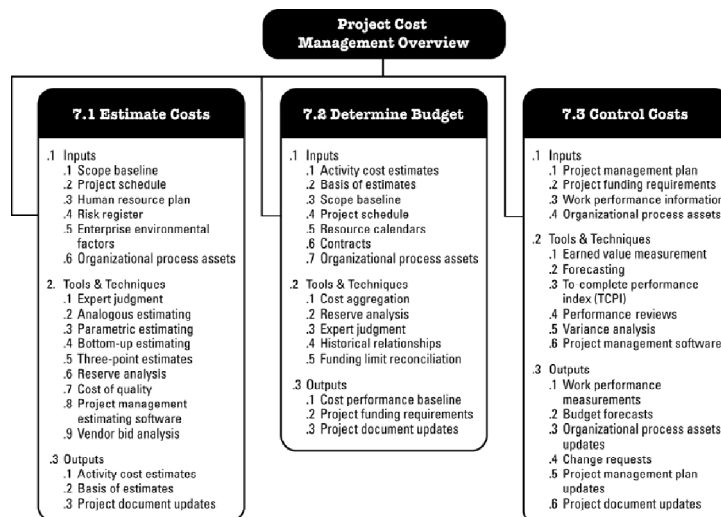 Project Cost
Management Overview
7.1 Estimate Costs
.1 Inputs
.1 Scope baseline
.2 Project schedule
.3 Human resource plan
.4 Risk register
.5 Enterprise environmental
factors
.6 Organizational process assets
2. Tools & Techniques
.1 Expert judgment
.2 Analogous estimating
.3 Parametric estimating
.4 Bottom-up estimating
.5 Three-point estimates
.6 Reserve analysis
.7 Cost of quality
.8 Project management
estimating software
.9 Vendor bid analysis
.3 Outputs
.1 Activity cost estimates
.2 Basis of estimates
.3 Project document updates
7.2 Determine Budget
.1 Inputs
.1 Activity cost estimates
.2 Basis of estimates
.3 Scope baseline
.4 Project schedule
.5 Resource calendars
.6 Contracts
.7 Organizational process assets
.2 Tools & Techniques
.1 Cost aggregation
.2 Reserve analysis
.3 Expert judgment
.4 Historical relationships
.5 Funding limit reconciliation
.3 Outputs
.1 Cost performance baseline
.2 Project funding requirements
.3 Project document updates
7.3 Control Costs
.1 Inputs
.1 Project management plan
.2 Project funding requirements
.3 Work performance information
.4 Organizational process assets
.2 Tools & Techniques
.1 Earned value measurement
.2 Forecasting
.3 To-complete performance
index (TCPI)
.4 Performance reviews
.5 Variance analysis
.6 Project management software
.3 Outputs
.1 Work performance
measurements
.2 Budget forecasts
.3 Organizational process assets
updates
.4 Change requests
.5 Project management plan
updates
.6 Project document updates